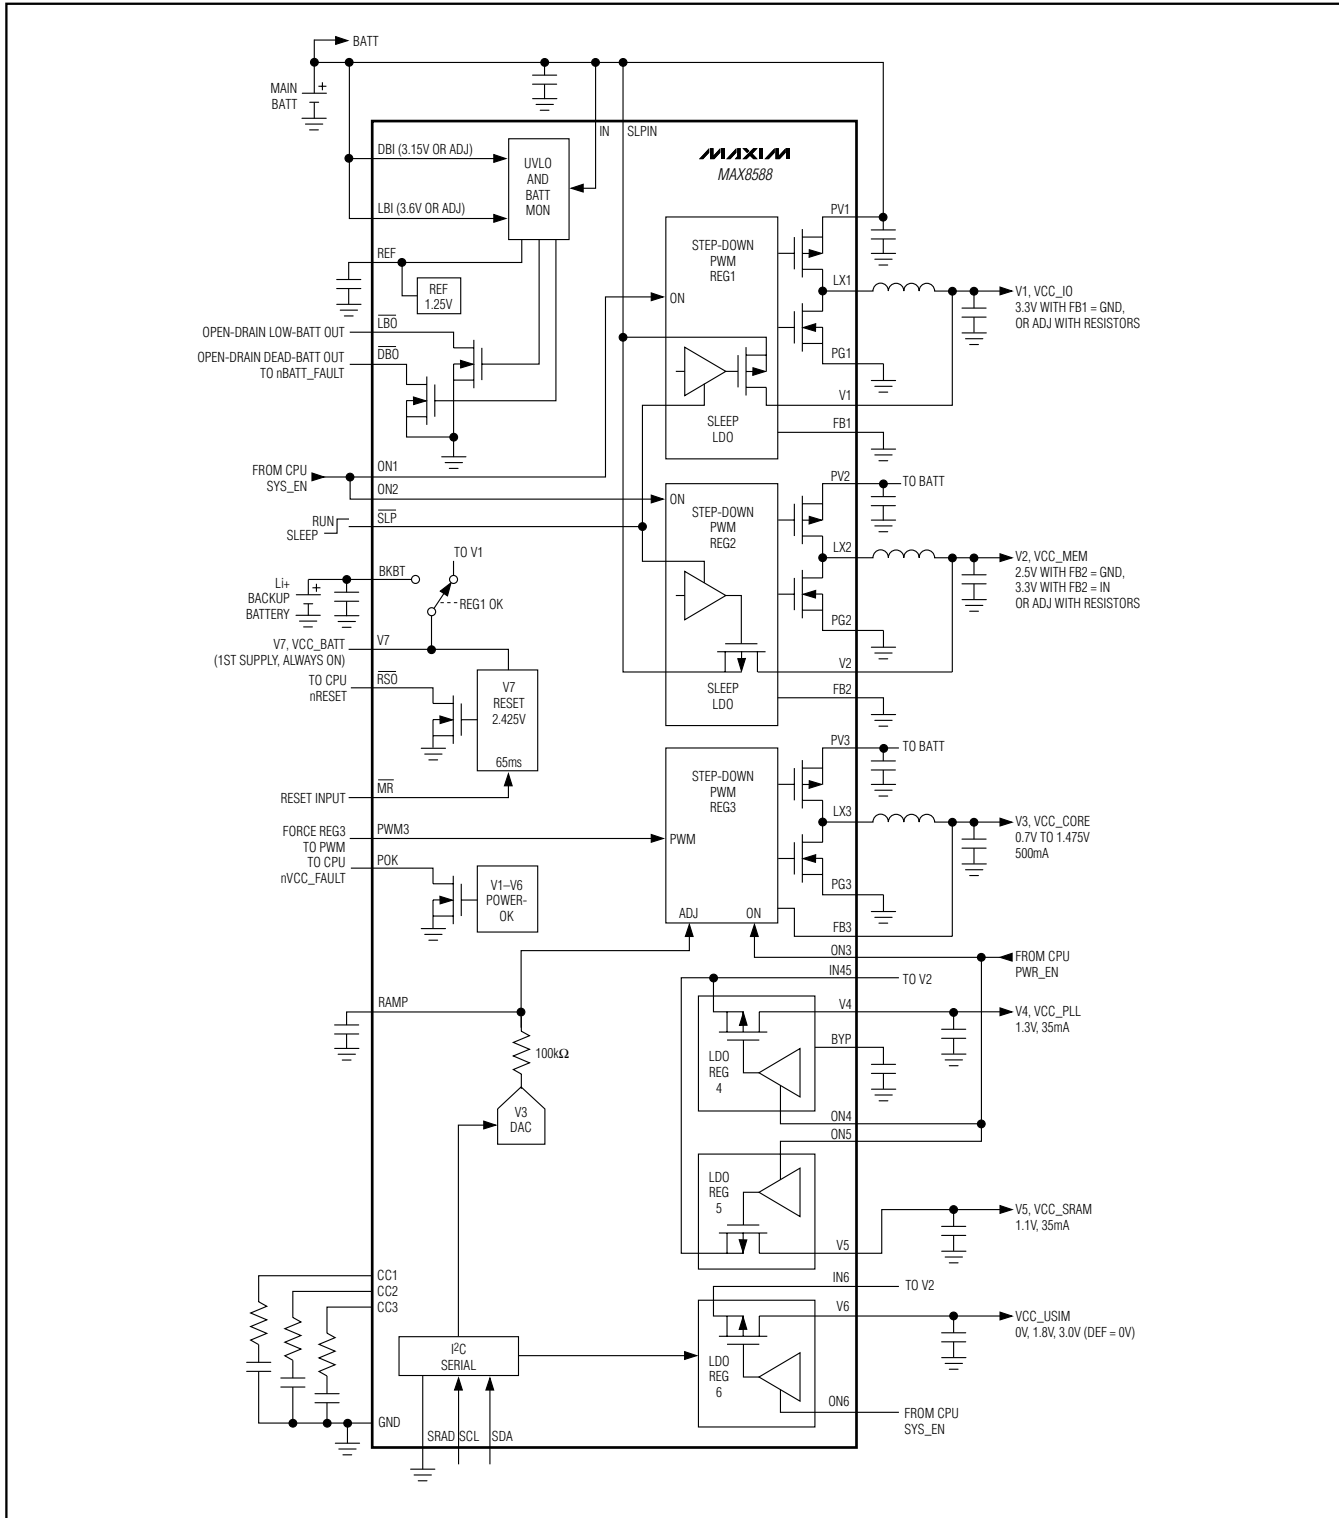 BATT
MAIN
BATT
IN
SLPIN
DBI (3.15V OR ADJ)
UVLO
AND
BATT
MON
MAXIM
MAX8588
LBI (3.6V OR ADJ)
PV1
STEP-DOWN
PWM
REG1
REF
REF
1.25V
ON
LX1
V1, VCC_IO
3.3V WITH FB1 = GND,
OR ADJ WITH RESISTORS
LBO
OPEN-DRAIN LOW-BATT OUT
DBO
OPEN-DRAIN DEAD-BATT OUT
TO nBATT_FAULT
PG1
V1
SLEEP
LDO
FB1
FROM CPU
SYS_EN
ON1
ON2
PV2
TO BATT
ON
STEP-DOWN
PWM
REG2
RUN
SLEEP
SLP
LX2
V2, VCC_MEM
2.5V WITH FB2 = GND,
3.3V WITH FB2 = IN
OR ADJ WITH RESISTORS
TO V1
BKBT
Li+
BACKUP
BATTERY
REG1 OK
PG2
V7, VCC_BATT
(1ST SUPPLY, ALWAYS ON)
V7
V2
TO CPU
nRESET
RSO
V7
RESET
2.425V
65ms
SLEEP
LDO
FB2
PV3
TO BATT
STEP-DOWN
PWM
REG3
RESET INPUT
MR
LX3
V3, VCC_CORE
0.7V TO 1.475V
500mA
FORCE REG3
TO PWM
PWM3
PWM
TO CPU
nVCC_FAULT
POK
V1–V6
POWER-
OK
PG3
ADJ
ON
FB3
ON3
FROM CPU
PWR_EN
IN45
TO V2
RAMP
V4
V4, VCC_PLL
1.3V, 35mA
100kΩ
BYP
LDO
REG
4
V3
DAC
ON4
ON5
LDO
REG
5
V5, VCC_SRAM
1.1V, 35mA
V5
IN6
TO V2
CC1
CC2
CC3
V6
VCC_USIM
0V, 1.8V, 3.0V (DEF = 0V)
I2C
SERIAL
LDO
REG
6
ON6
FROM CPU
SYS_EN
GND
SRAD
SCL
SDA